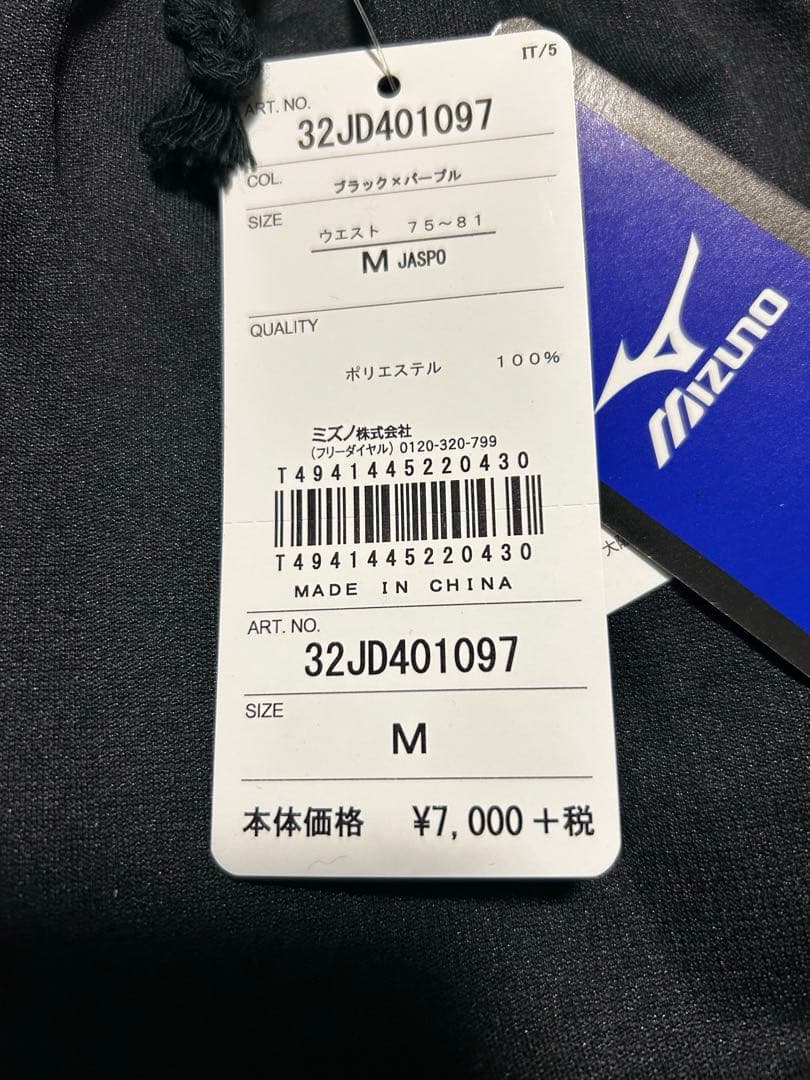 IT/5
ART. NO.
32JD401097
COL.
ブラック×パープル
SIZE
ウエスト 75~81
M JASPO
QUALITY
ポリエステル 100%
ミズノ株式会社
(フリーダイヤル) 0120-320-799
T4941445220430
T4941445220430
MADE IN CHINA
ART. NO.
32JD401097
SIZE
M
本体価格 ¥7,000+税
MIZUNO